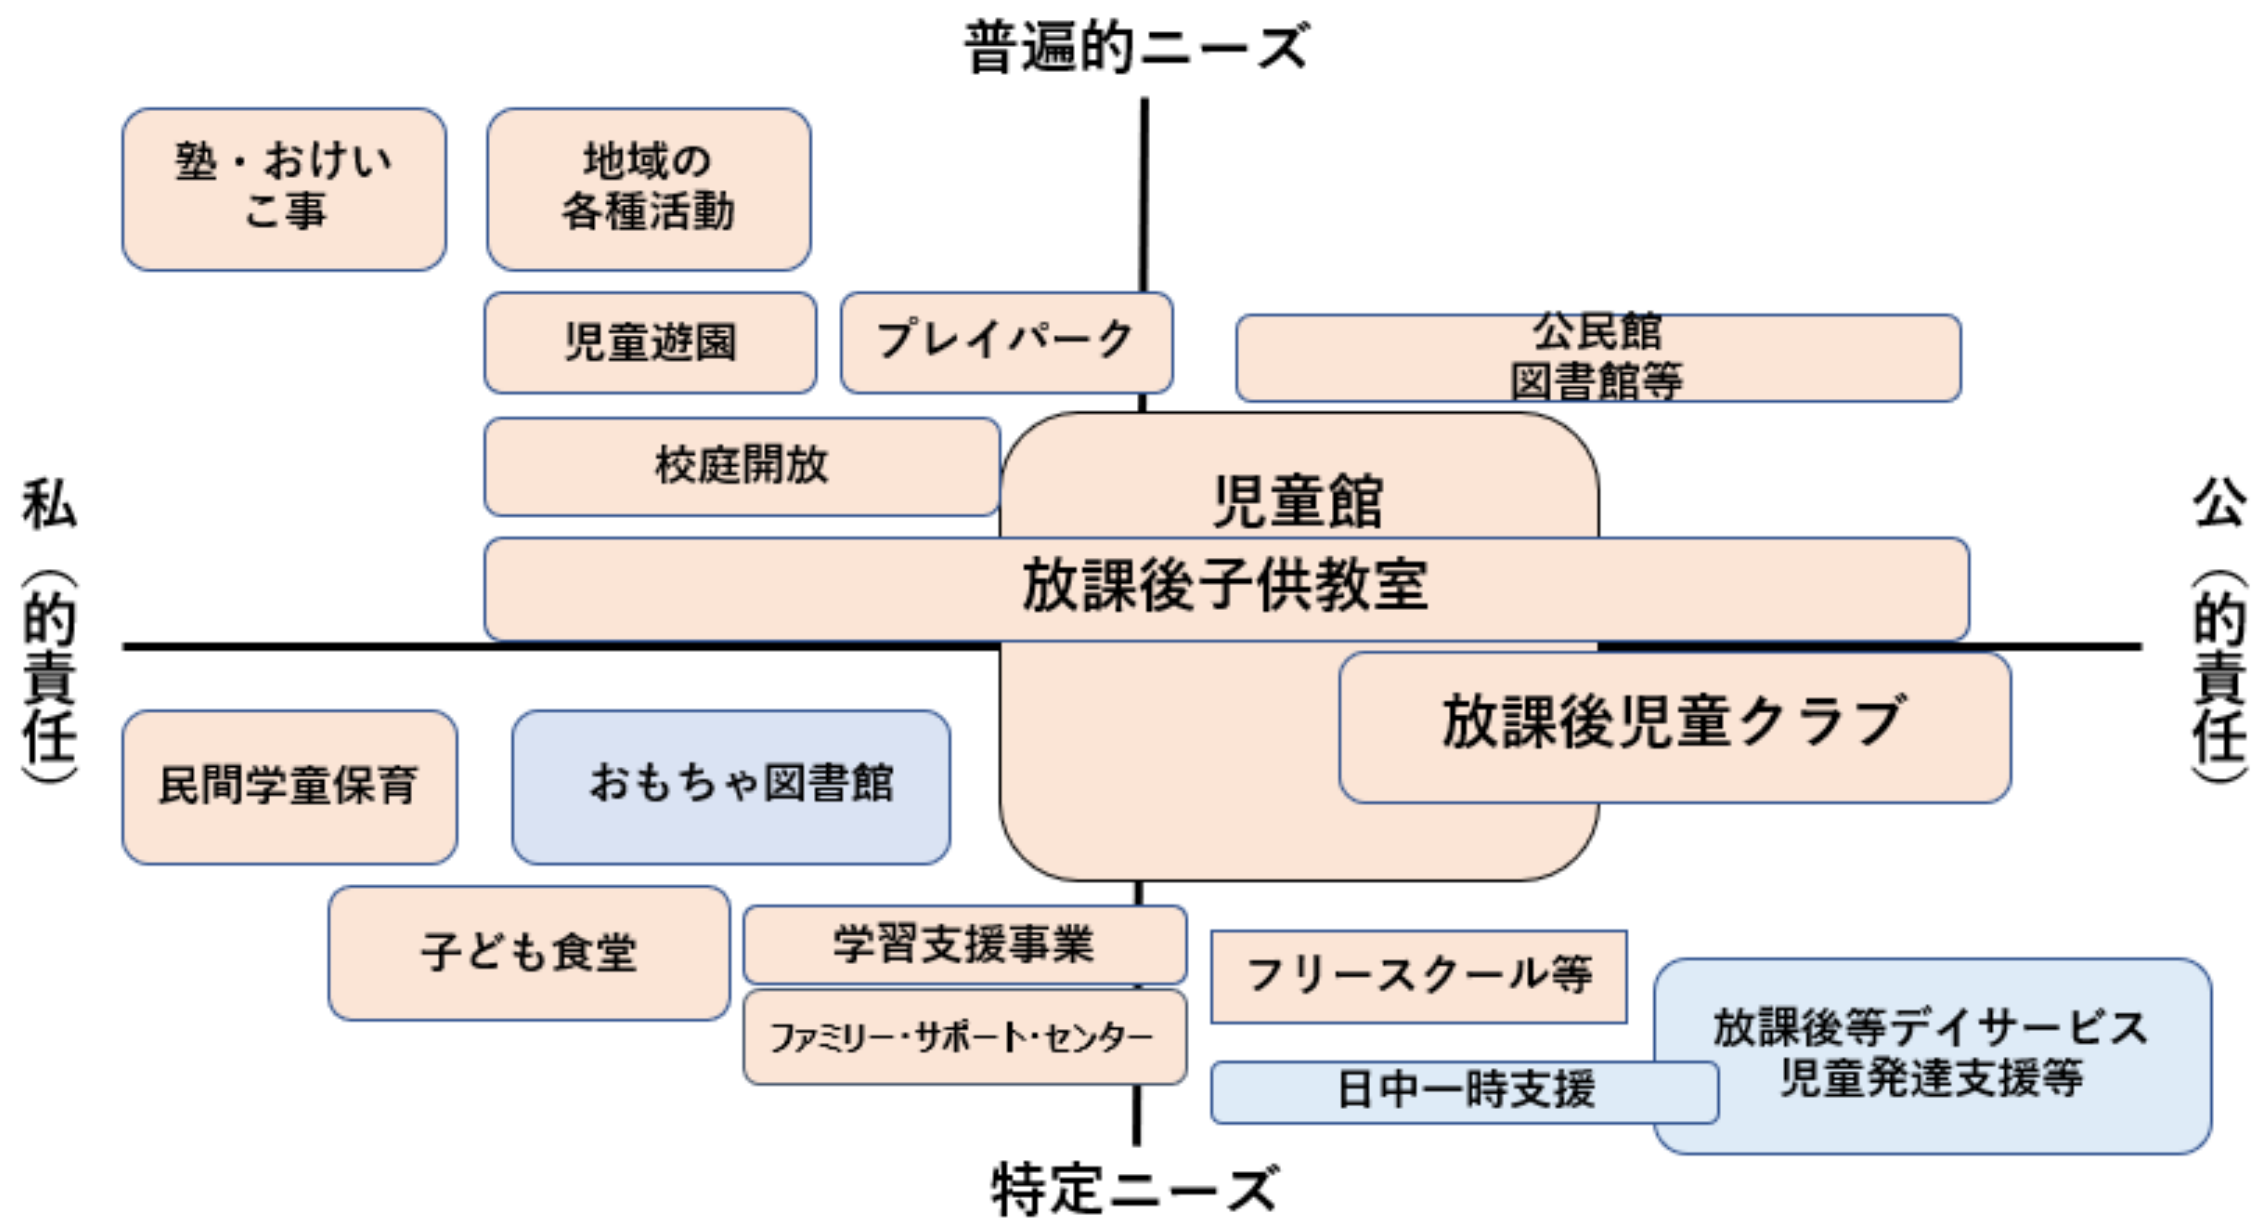 普遍的ニーズ
塾・おけい
こ事
地域の
各種活動
児童遊園
プレイパーク
公民館
図書館等
校庭開放
児童館
放課後子供教室
私（的責任）
公（的責任）
放課後児童クラブ
民間学童保育
おもちゃ図書館
子ども食堂
学習支援事業
ファミリー・サポート・センター
フリースクール等
放課後等デイサービス
児童発達支援等
日中一時支援
特定ニーズ